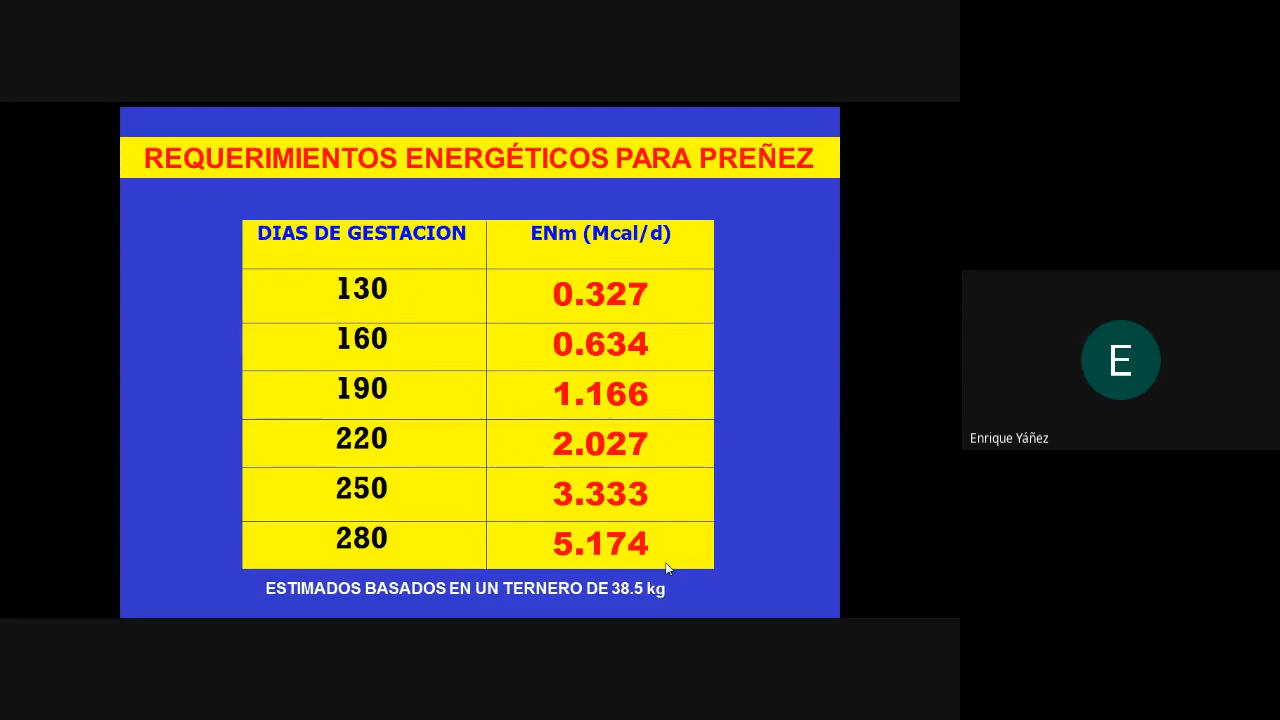 REQUERIMIENTOS ENERGÉTICOS PARA PREÑEZ
DIAS DE GESTACION ENm (Mcal/d)
130 0.327
160 0.634
190 1.166
220 2.027
250 3.333
280 5.174
ESTIMADOS BASADOS EN UN TERNERO DE 38.5 kg
E
Enrique Yáñez